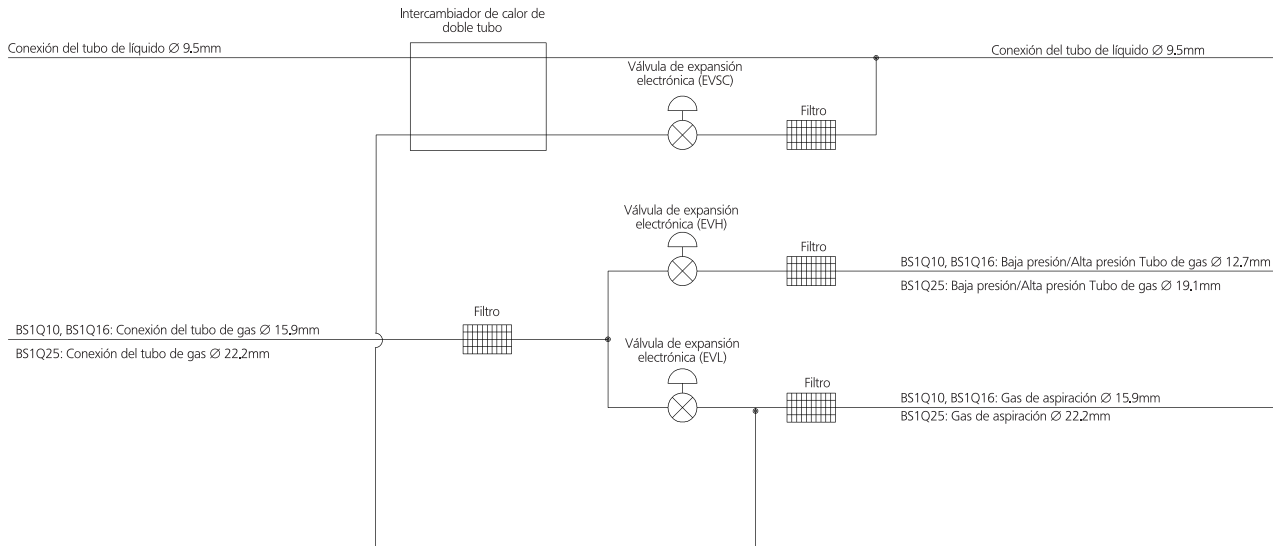 Intercambiador de calor de
doble tubo
Conexión del tubo de líquido Ø 9.5mm
Conexión del tubo de líquido Ø 9.5mm
Válvula de expansión
electrónica (EVSC)
Filtro
Válvula de expansión
electrónica (EVH)
Filtro
BS1Q10, BS1Q16: Baja presión/Alta presión Tubo de gas Ø 12.7mm
BS1Q25: Baja presión/Alta presión Tubo de gas Ø 19.1mm
Filtro
BS1Q10, BS1Q16: Conexión del tubo de gas Ø 15.9mm
BS1Q25: Conexión del tubo de gas Ø 22.2mm
Válvula de expansión
electrónica (EVL)
Filtro
BS1Q10, BS1Q16: Gas de aspiración Ø 15.9mm
BS1Q25: Gas de aspiración Ø 22.2mm